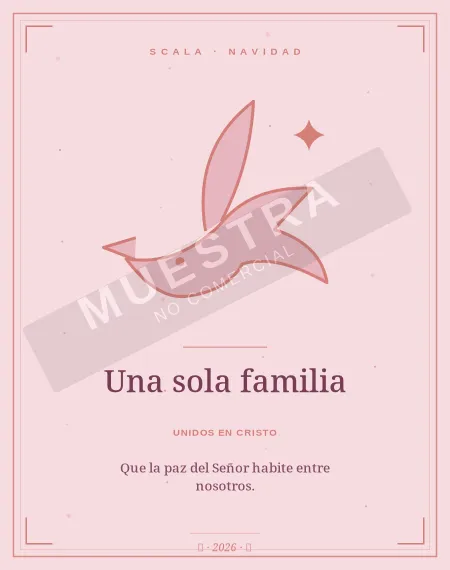 SCALA · NAVIDAD
MUESTRA
NO COMERCIAL
Una sola familia
UNIDOS EN CRISTO
Que la paz del Señor habite entre
nosotros.
▯ · 2026 · ▯